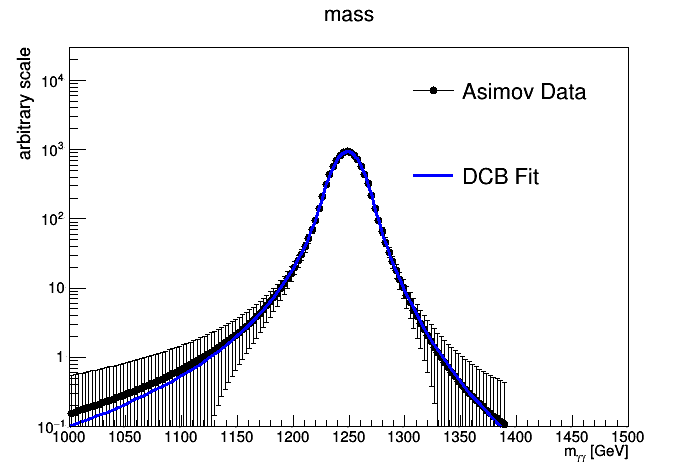 mass
arbitrary scale
10⁴
10³
10²
10
1
10⁻¹
Asimov Data
DCB Fit
1000 1050 1100 1150 1200 1250 1300 1350 1400 1450 1500
m_γγ [GeV]